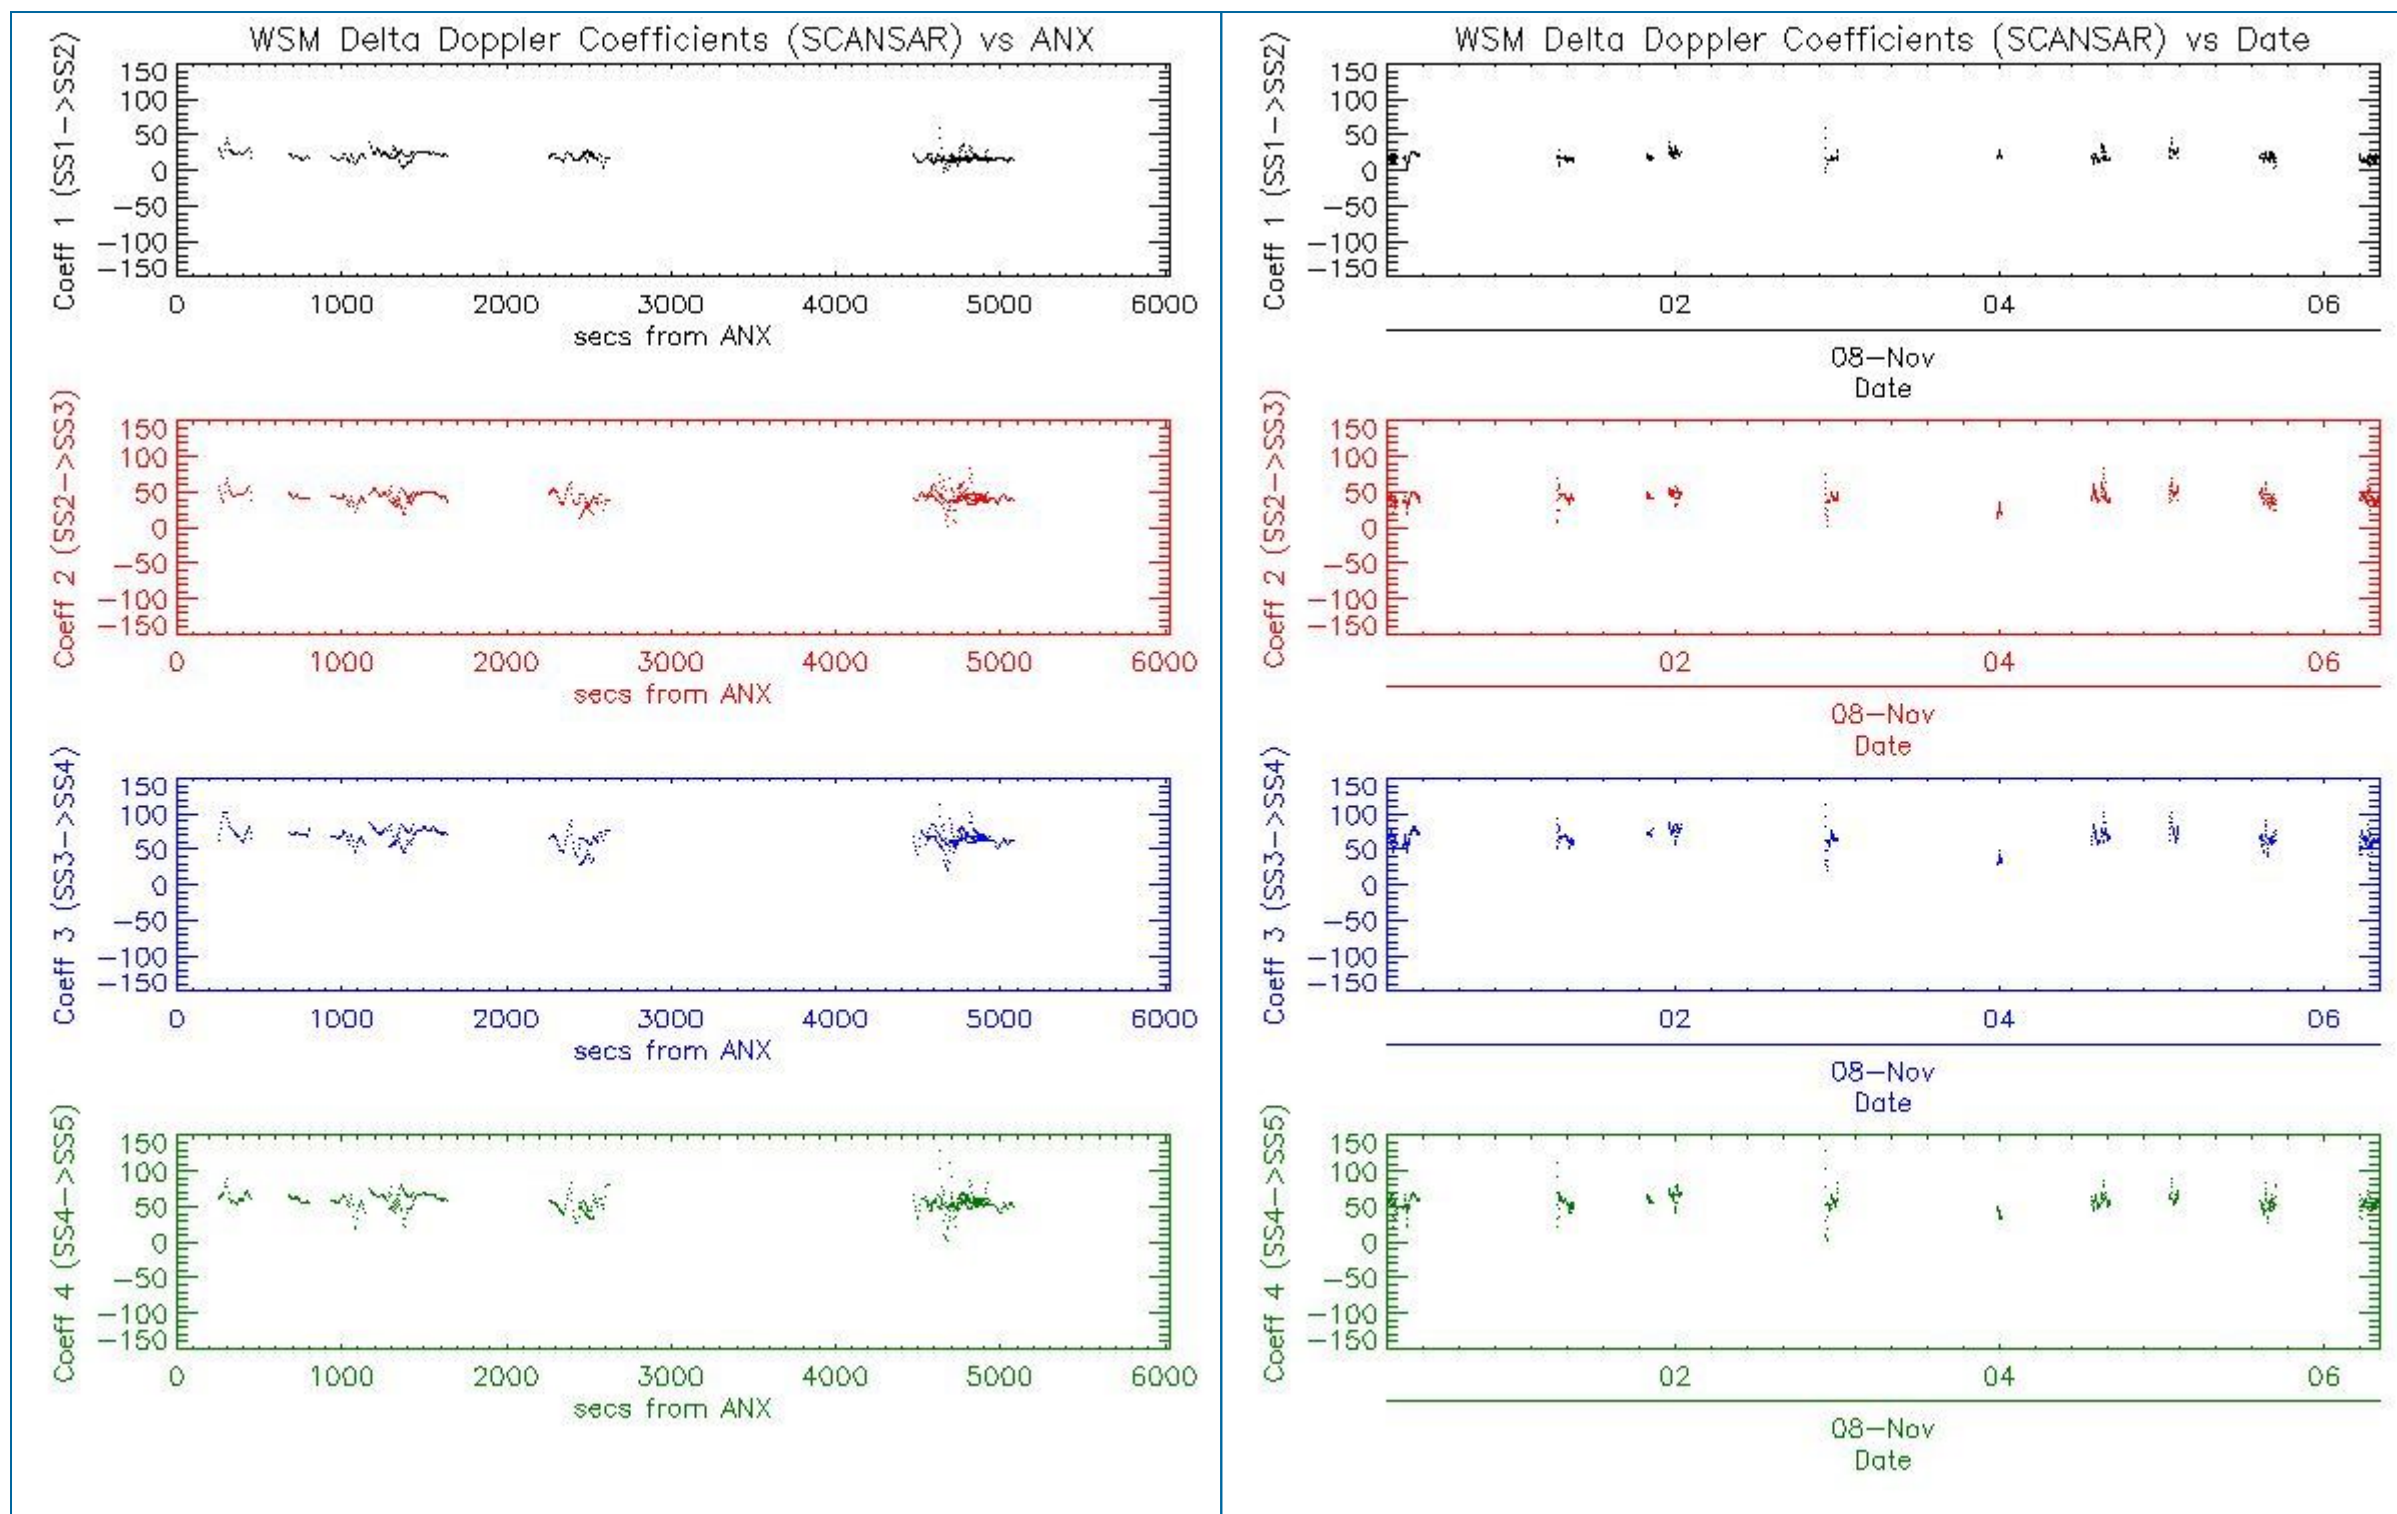 WSM Delta Doppler Coefficients (SCANSAR) vs ANX
Coeff 1 (SS1->SS2)
150
100
50
0
-50
-100
-150
0 1000 2000 3000 4000 5000 6000
secs from ANX
Coeff 2 (SS2->SS3)
150
100
50
0
-50
-100
-150
0 1000 2000 3000 4000 5000 6000
secs from ANX
Coeff 3 (SS3->SS4)
150
100
50
0
-50
-100
-150
0 1000 2000 3000 4000 5000 6000
secs from ANX
Coeff 4 (SS4->SS5)
150
100
50
0
-50
-100
-150
0 1000 2000 3000 4000 5000 6000
secs from ANX
WSM Delta Doppler Coefficients (SCANSAR) vs Date
Coeff 1 (SS1->SS2)
150
100
50
0
-50
-100
-150
02 04 06
08-Nov
Date
Coeff 2 (SS2->SS3)
150
100
50
0
-50
-100
-150
02 04 06
08-Nov
Date
Coeff 3 (SS3->SS4)
150
100
50
0
-50
-100
-150
02 04 06
08-Nov
Date
Coeff 4 (SS4->SS5)
150
100
50
0
-50
-100
-150
02 04 06
08-Nov
Date